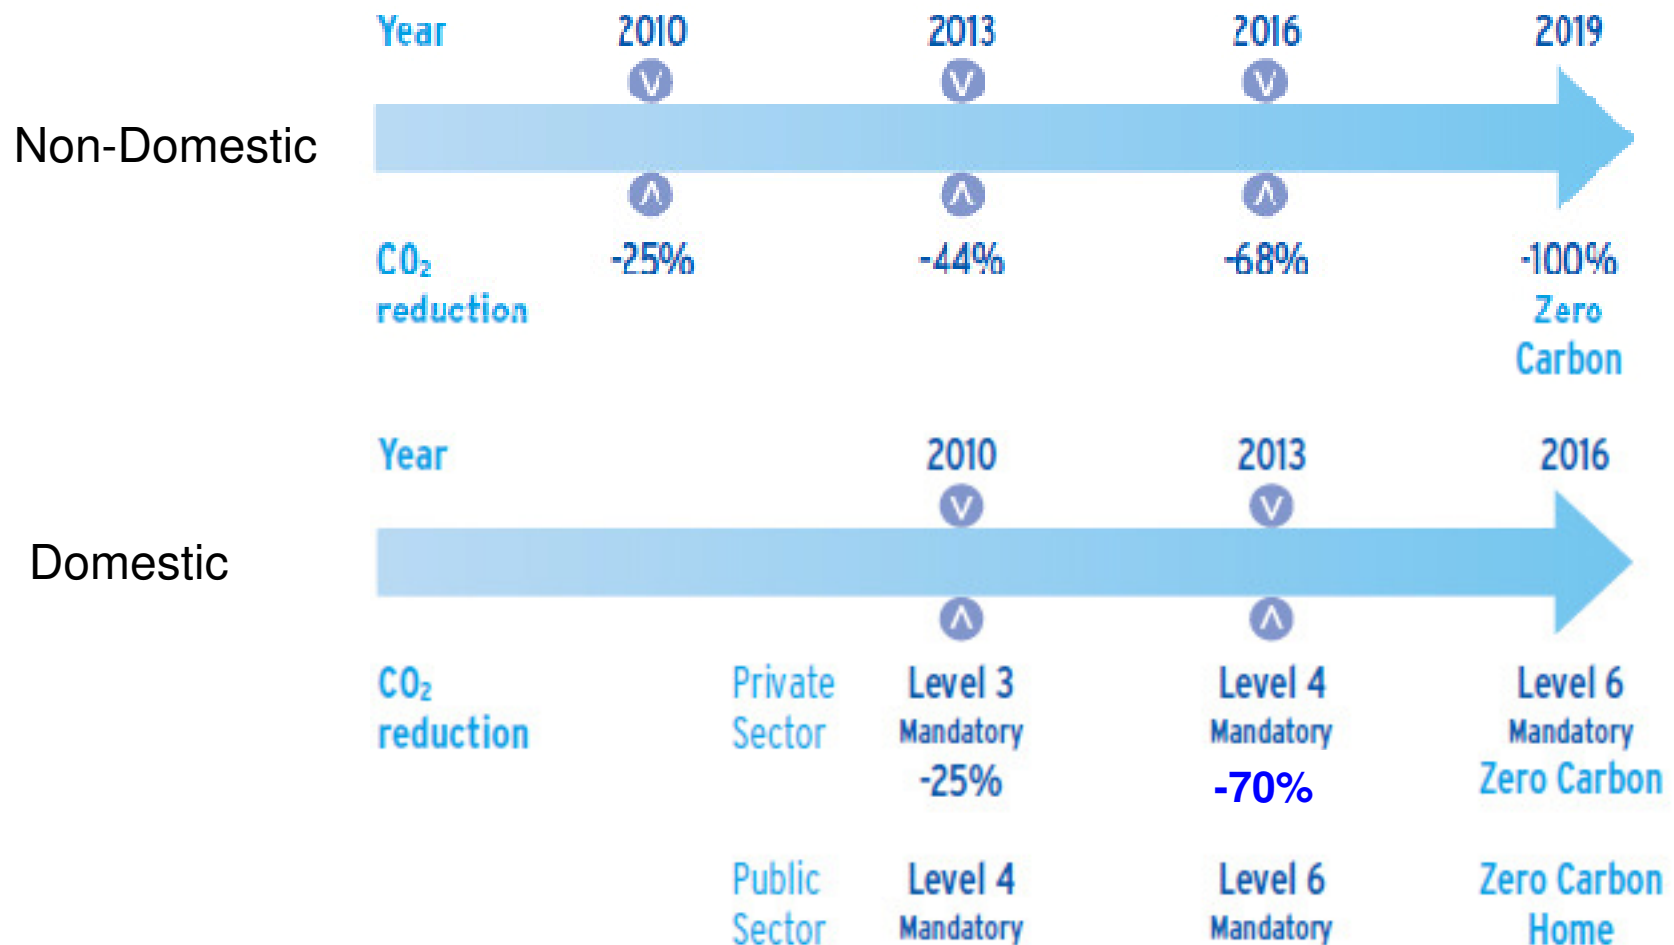 Year 2010 2013 2016 2019
Non-Domestic
CO₂ -25% -44% -68% -100%
reduction Zero
Carbon
Year 2010 2013 2016
Domestic
CO₂ Private Level 3 Level 4 Level 6
reduction Sector Mandatory Mandatory Mandatory
-25% -70% Zero Carbon
Public Level 4 Level 6 Zero Carbon
Sector Mandatory Mandatory Home